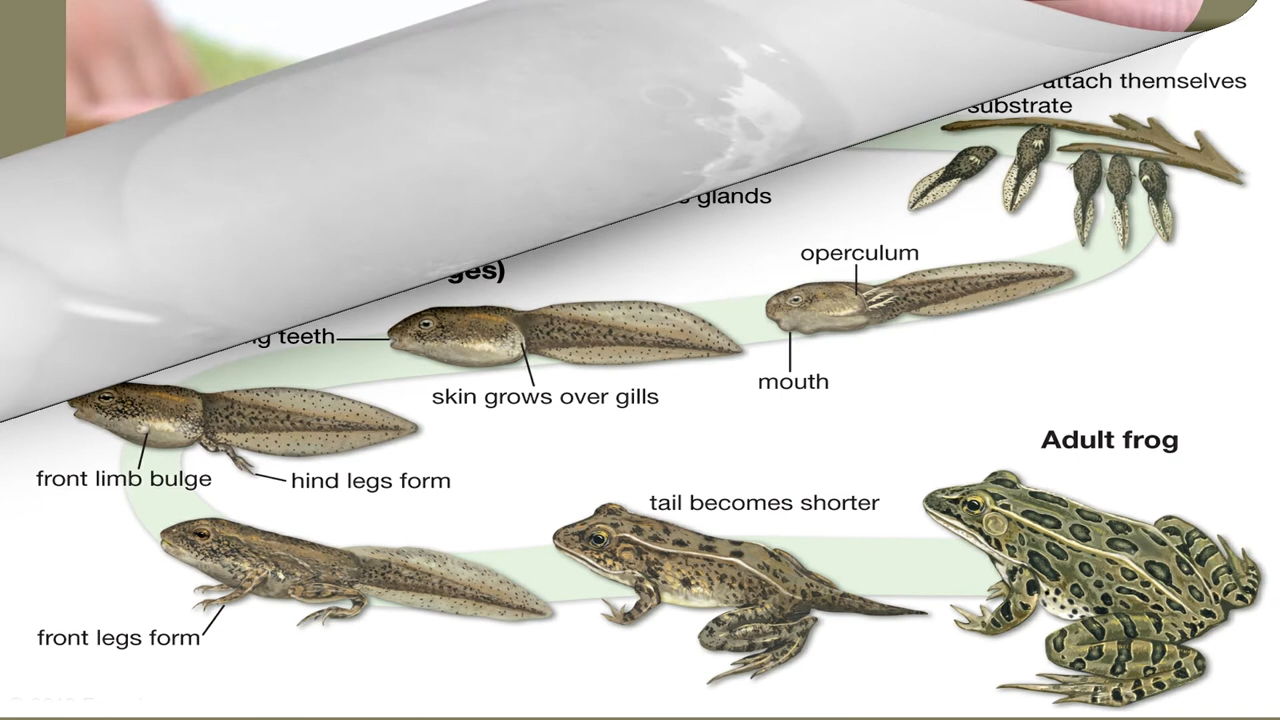 attach themselves
substrate
glands
operculum
teeth
mouth
skin grows over gills
Adult frog
front limb bulge
hind legs form
tail becomes shorter
front legs form